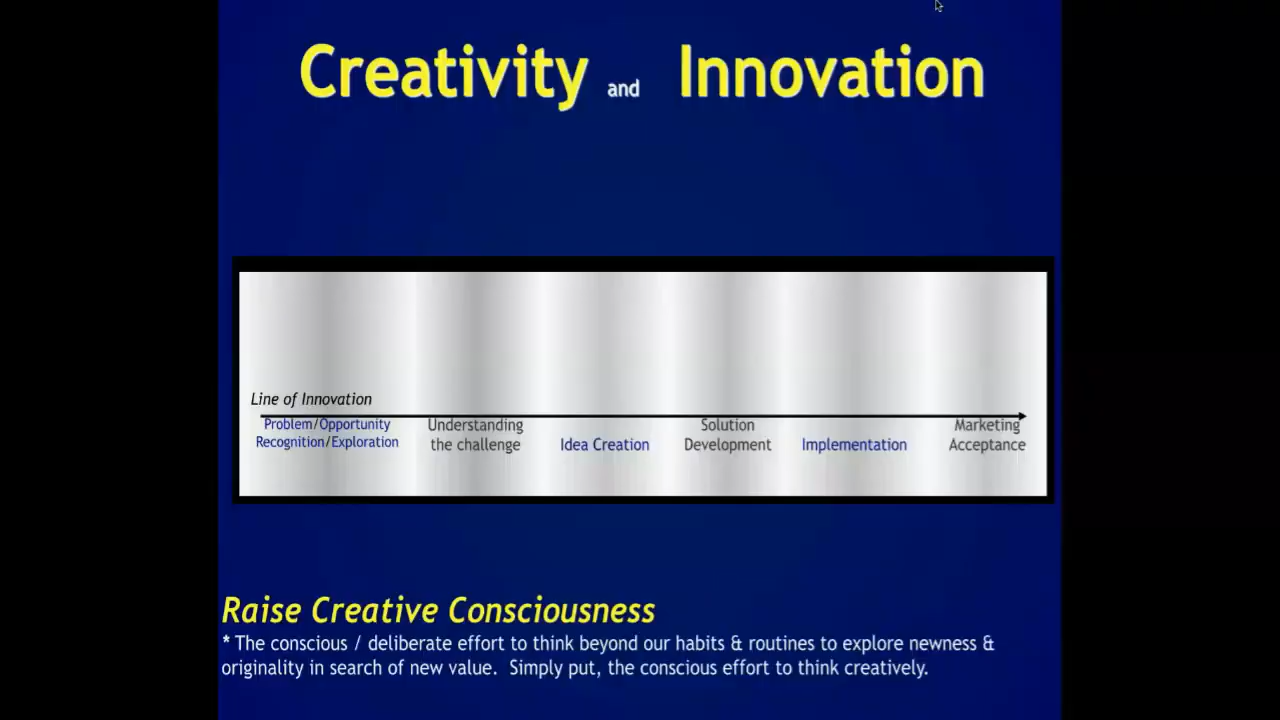 Creativity and Innovation
Line of Innovation
Problem/Opportunity
Recognition/Exploration
Understanding
the challenge
Idea Creation
Solution
Development
Implementation
Marketing
Acceptance
Raise Creative Consciousness
* The conscious / deliberate effort to think beyond our habits & routines to explore newness &
originality in search of new value.  Simply put, the conscious effort to think creatively.